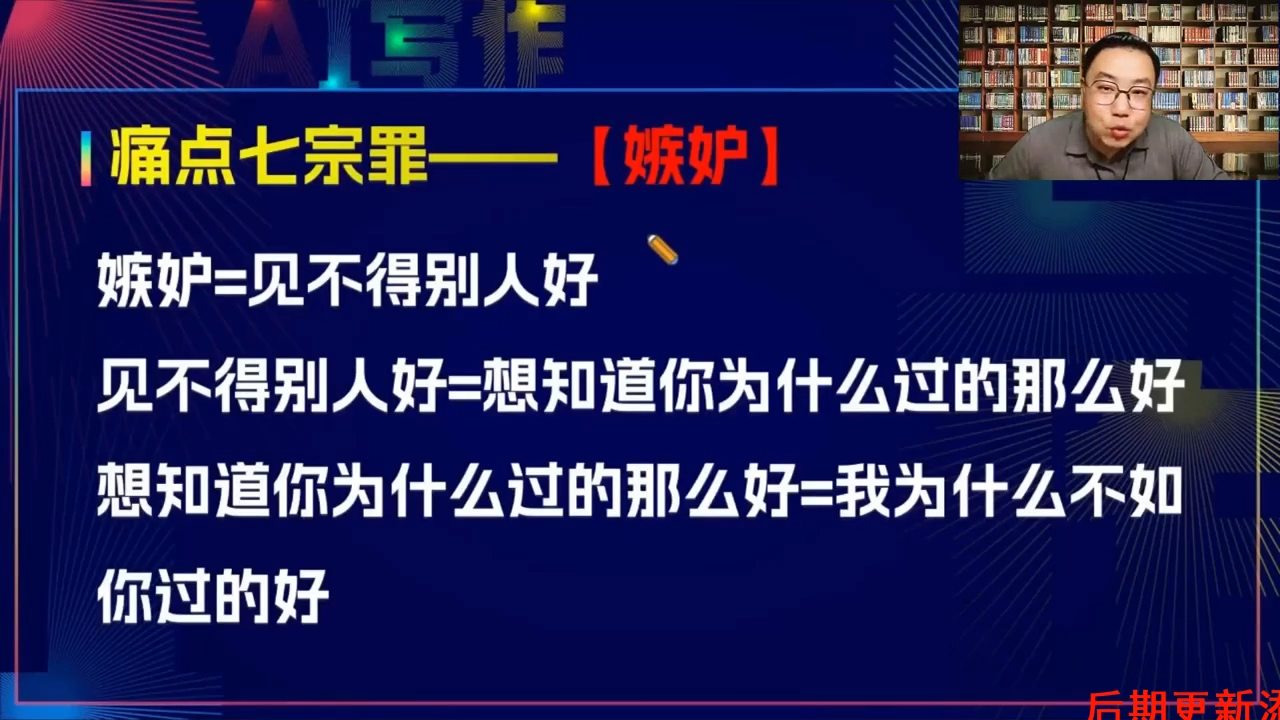 AI写作
痛点七宗罪——【嫉妒】
嫉妒=见不得别人好
见不得别人好=想知道你为什么过的那么好
想知道你为什么过的那么好=我为什么不如
你过的好
后期更新